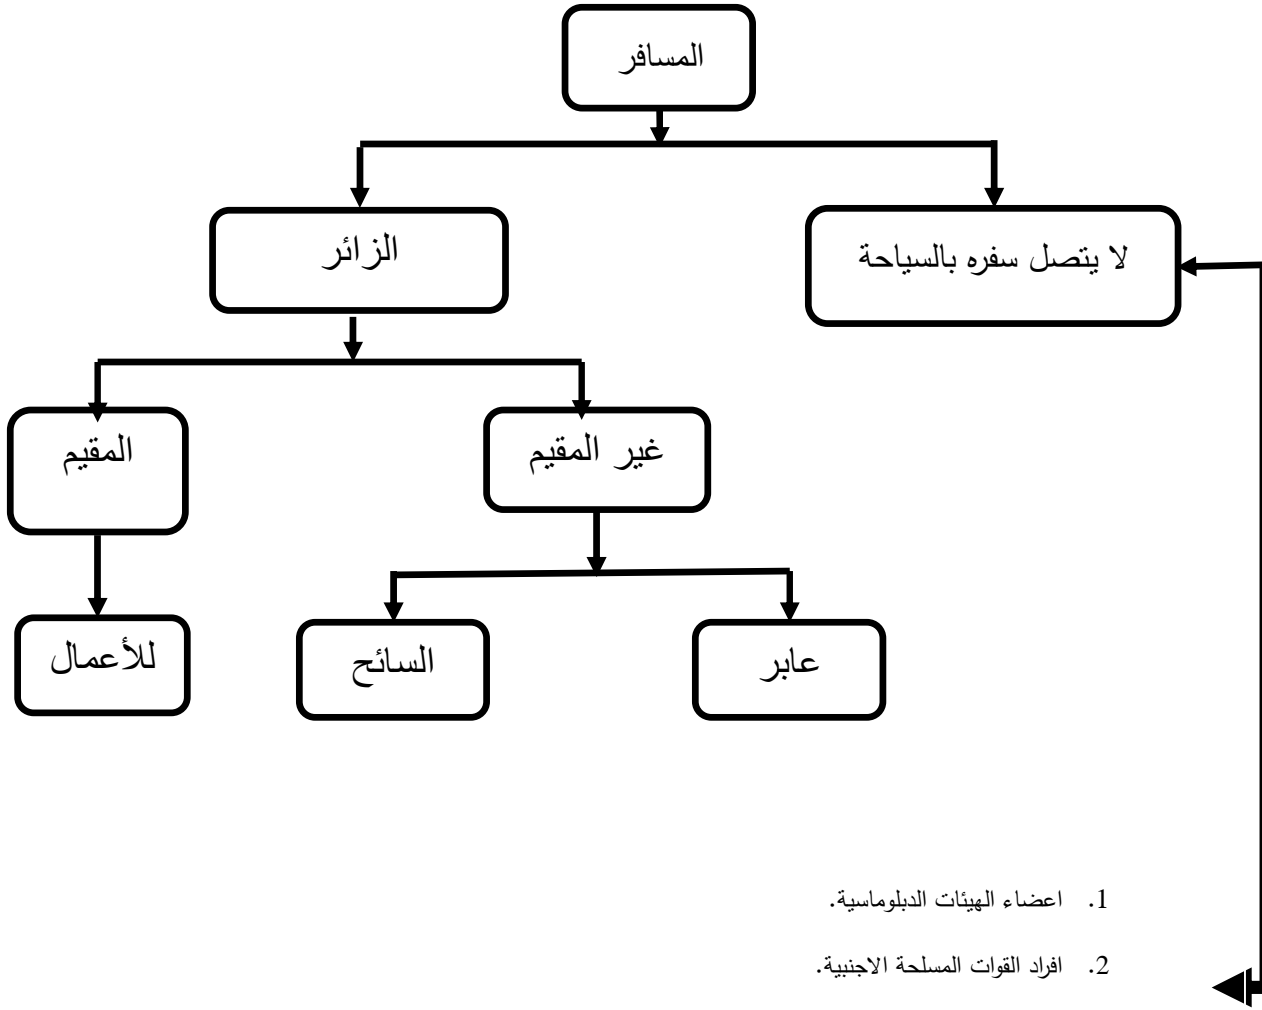 المسافر
لا يتصل سفره بالسياحة
الزائر
غير المقيم
المقيم
عابر
السائح
للأعمال
1. اعضاء الهيئات الدبلوماسية.
2. افراد القوات المسلحة الاجنبية.